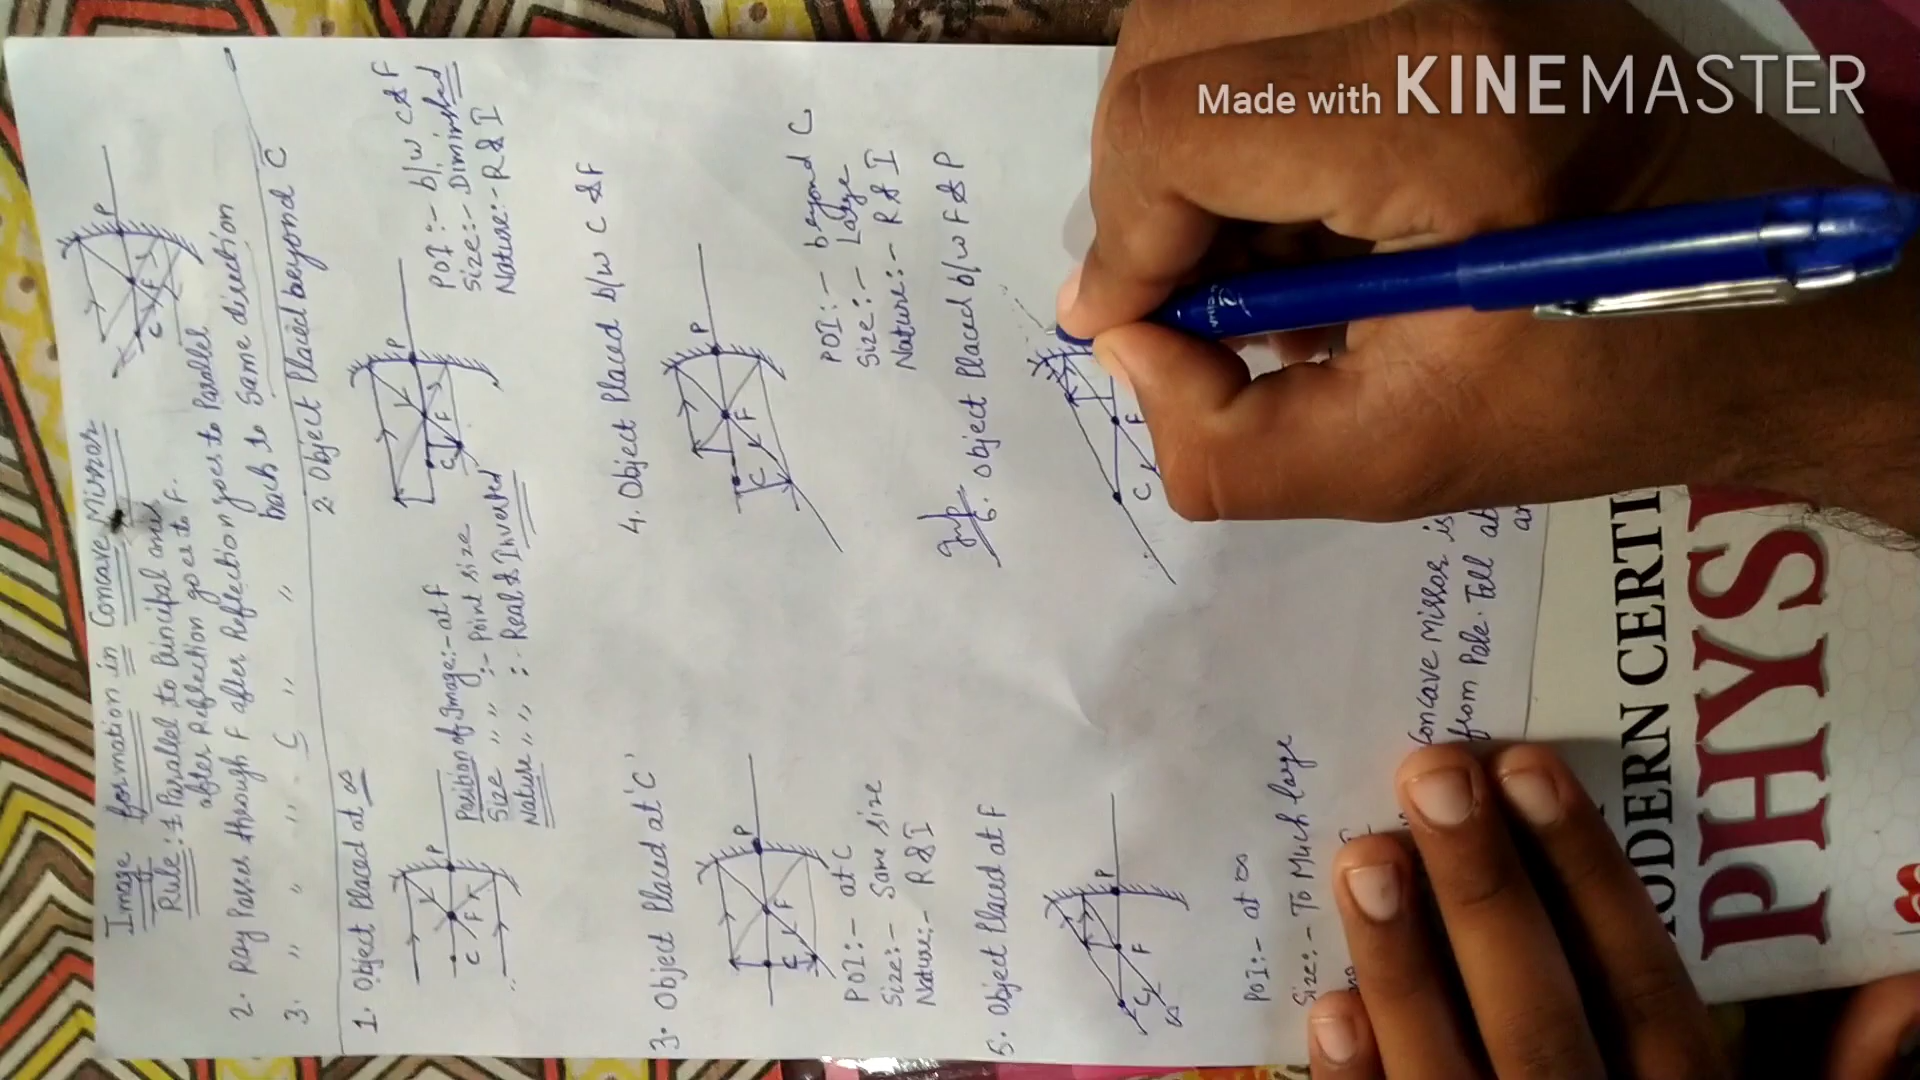 Image formation in Concave Mirror
Rule: 1 Parallel to Principal axis
after Reflection goes to F.
2. Ray Passes through F after Reflection goes to Parallel
3. " " " C " " back to Same direction
1. Object Placed at ∞
C F P
Position of Image:- at F
Size " " :- Point size
Nature " " :- Real & Inverted
2. Object Placed beyond C
C F P
POI:- b/w C & F
Size:- Diminished
Nature:- R & I
3. Object Placed at 'C'
C F P
POI:- at C
Size:- Same size
Nature:- R & I
4. Object Placed b/w C & F
C F P
POI:- beyond C
Size:- Large
Nature:- R & I
5. Object Placed at F
C F P
∞
POI:- at ∞
Size:- To Much large
Imp
6. Object Placed b/w F & P
C F
Concave Mirror is
from Pole. Tell
Made with KINEMASTER
MODERN CERTI
PHYS